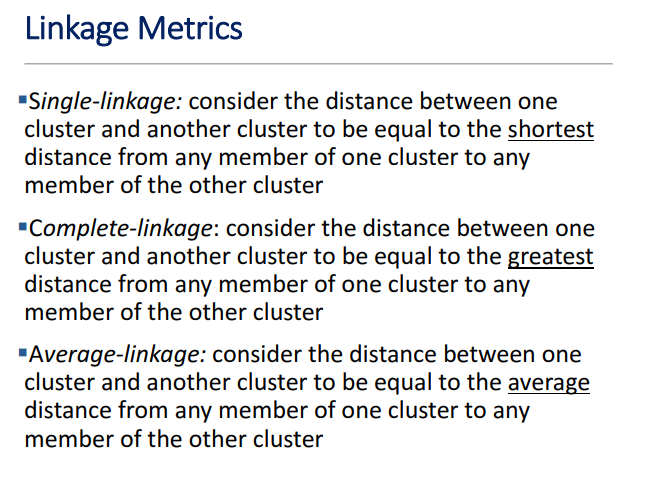 Linkage Metrics
▪Single-linkage: consider the distance between one
cluster and another cluster to be equal to the shortest
distance from any member of one cluster to any
member of the other cluster
▪Complete-linkage: consider the distance between one
cluster and another cluster to be equal to the greatest
distance from any member of one cluster to any
member of the other cluster
▪Average-linkage: consider the distance between one
cluster and another cluster to be equal to the average
distance from any member of one cluster to any
member of the other cluster